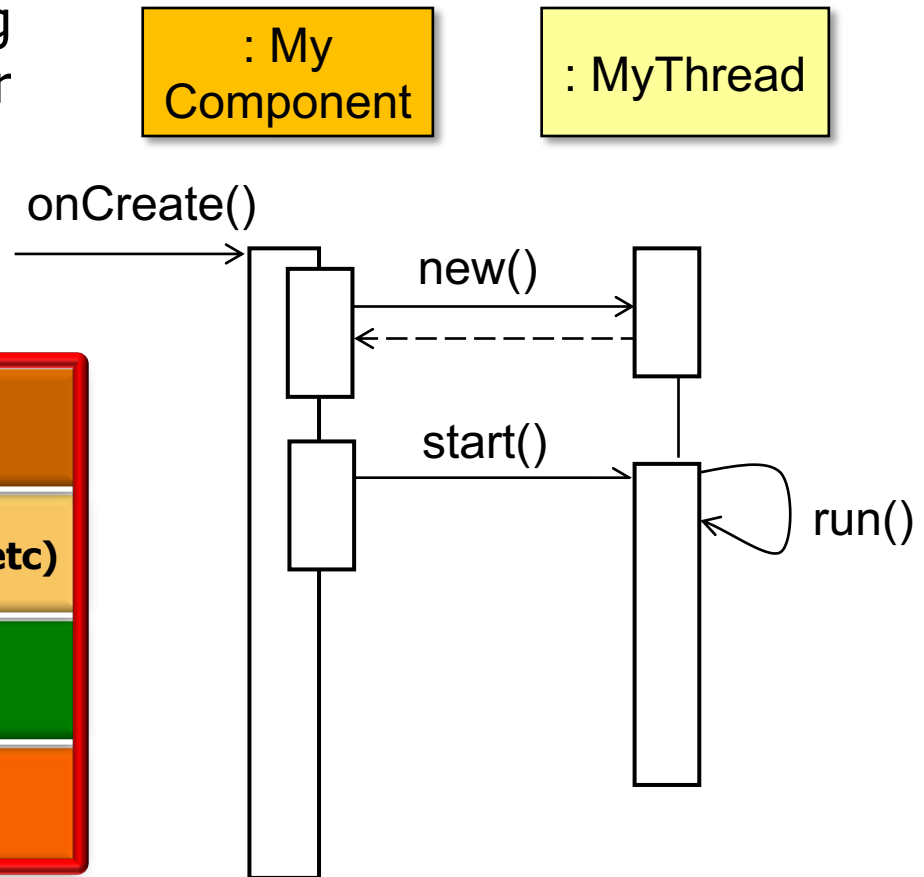 g
r
: My
Component
: MyThread
onCreate()
new()
start()
run()
etc)